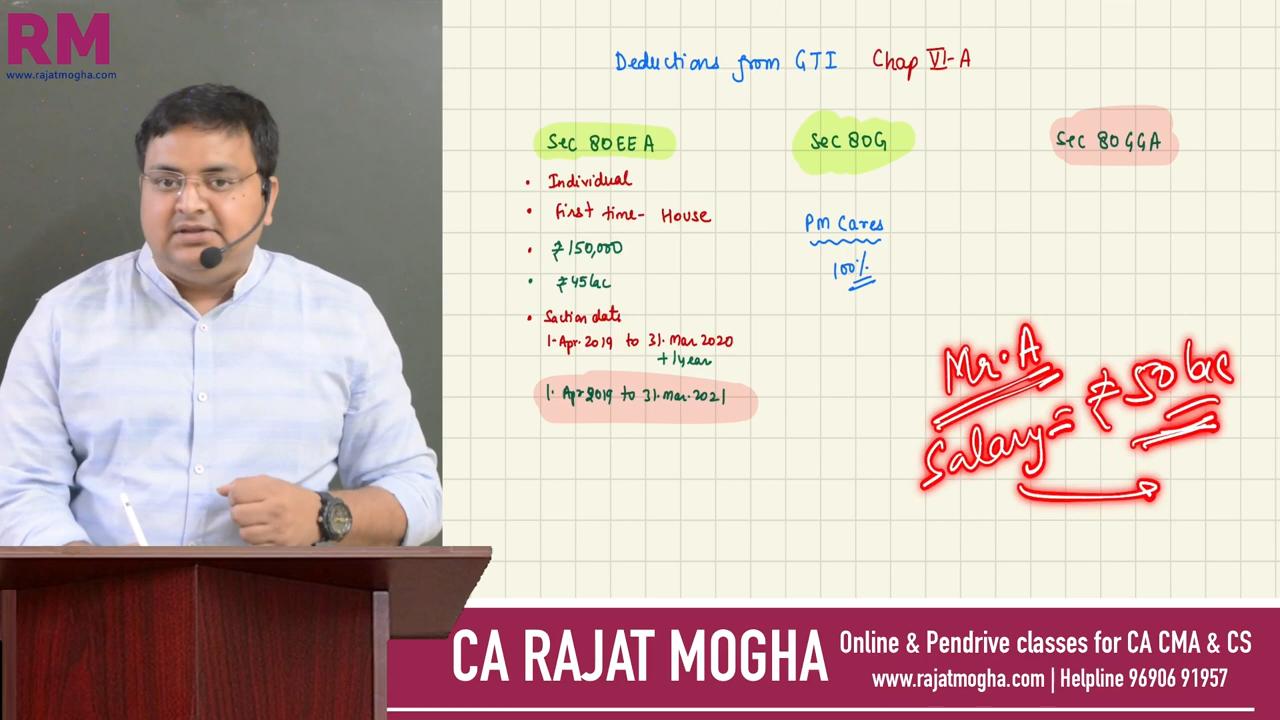 RM
www.rajatmogha.com
Deductions from GTI Chap VI-A
Sec 80EEA
• Individual
• First time- House
• ₹150,000
• ₹45lac
• Saction date
1-Apr.2019 to 31.Mar 2020
+1year
1. Apr 2019 to 31.Mar.2021
Sec 80G
PM Cares
100%
Sec 80GGA
Mr. A
Salary = ₹50 lac
CA RAJAT MOGHA
Online & Pendrive classes for CA CMA & CS
www.rajatmogha.com | Helpline 96906 91957